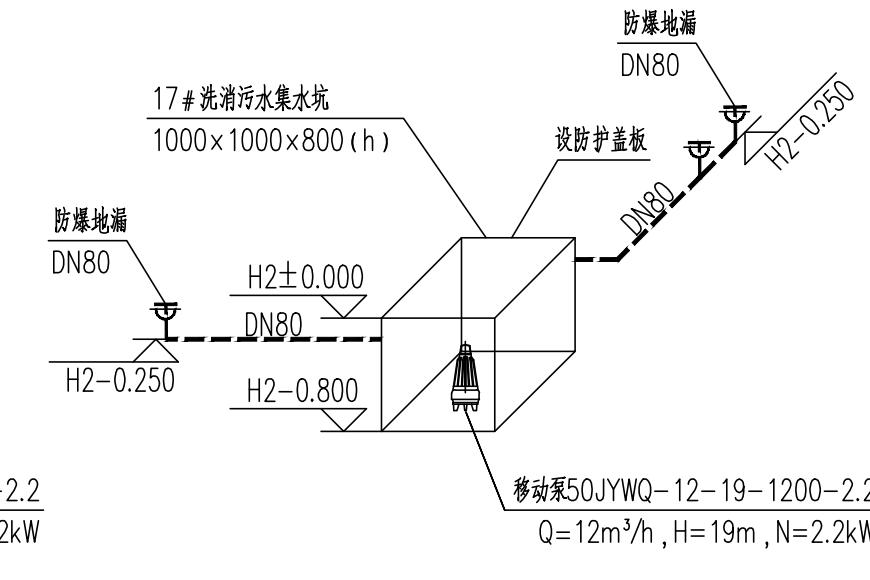 防爆地漏
DN80
17#洗消污水集水坑
1000×1000×800(h)
设防护盖板
H2-0.250
DN80
防爆地漏
DN80
H2±0.000
DN80
H2-0.250
H2-0.800
-2.2
2kW
移动泵50JYWQ-12-19-1200-2.2
Q=12m³/h,H=19m,N=2.2kW